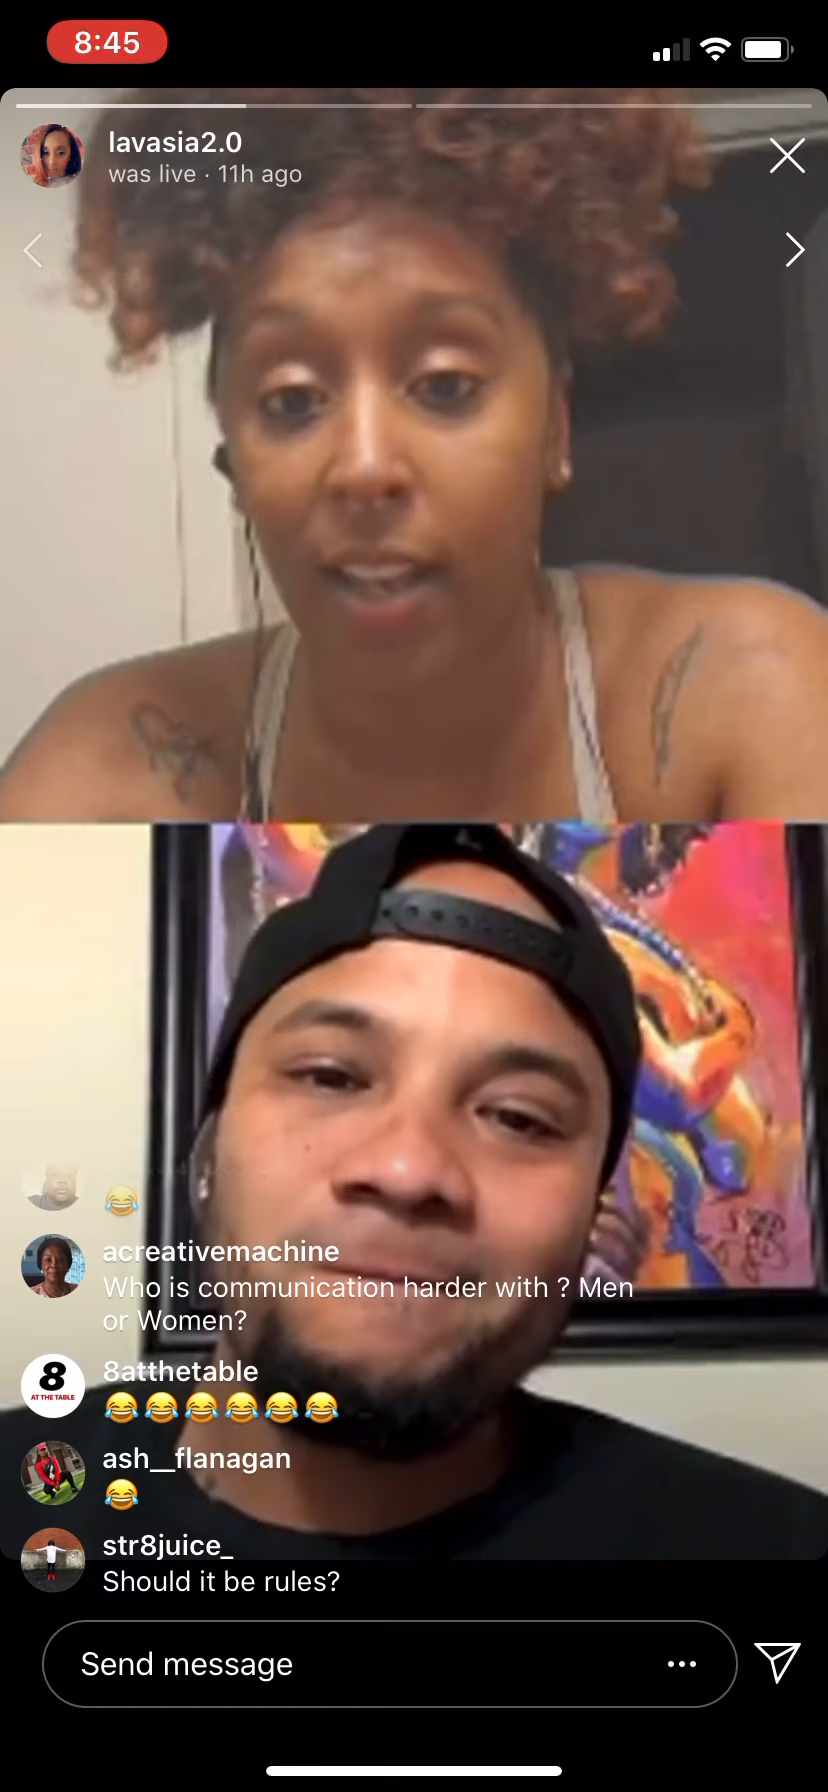 8:45
lavasia2.0
was live · 11h ago
😂
acreativemachine
Who is communication harder with ? Men
or Women?
8atthetable
8
AT THE TABLE
😂😂😂😂😂😂
ash__flanagan
😂
str8juice_
Should it be rules?
Send message